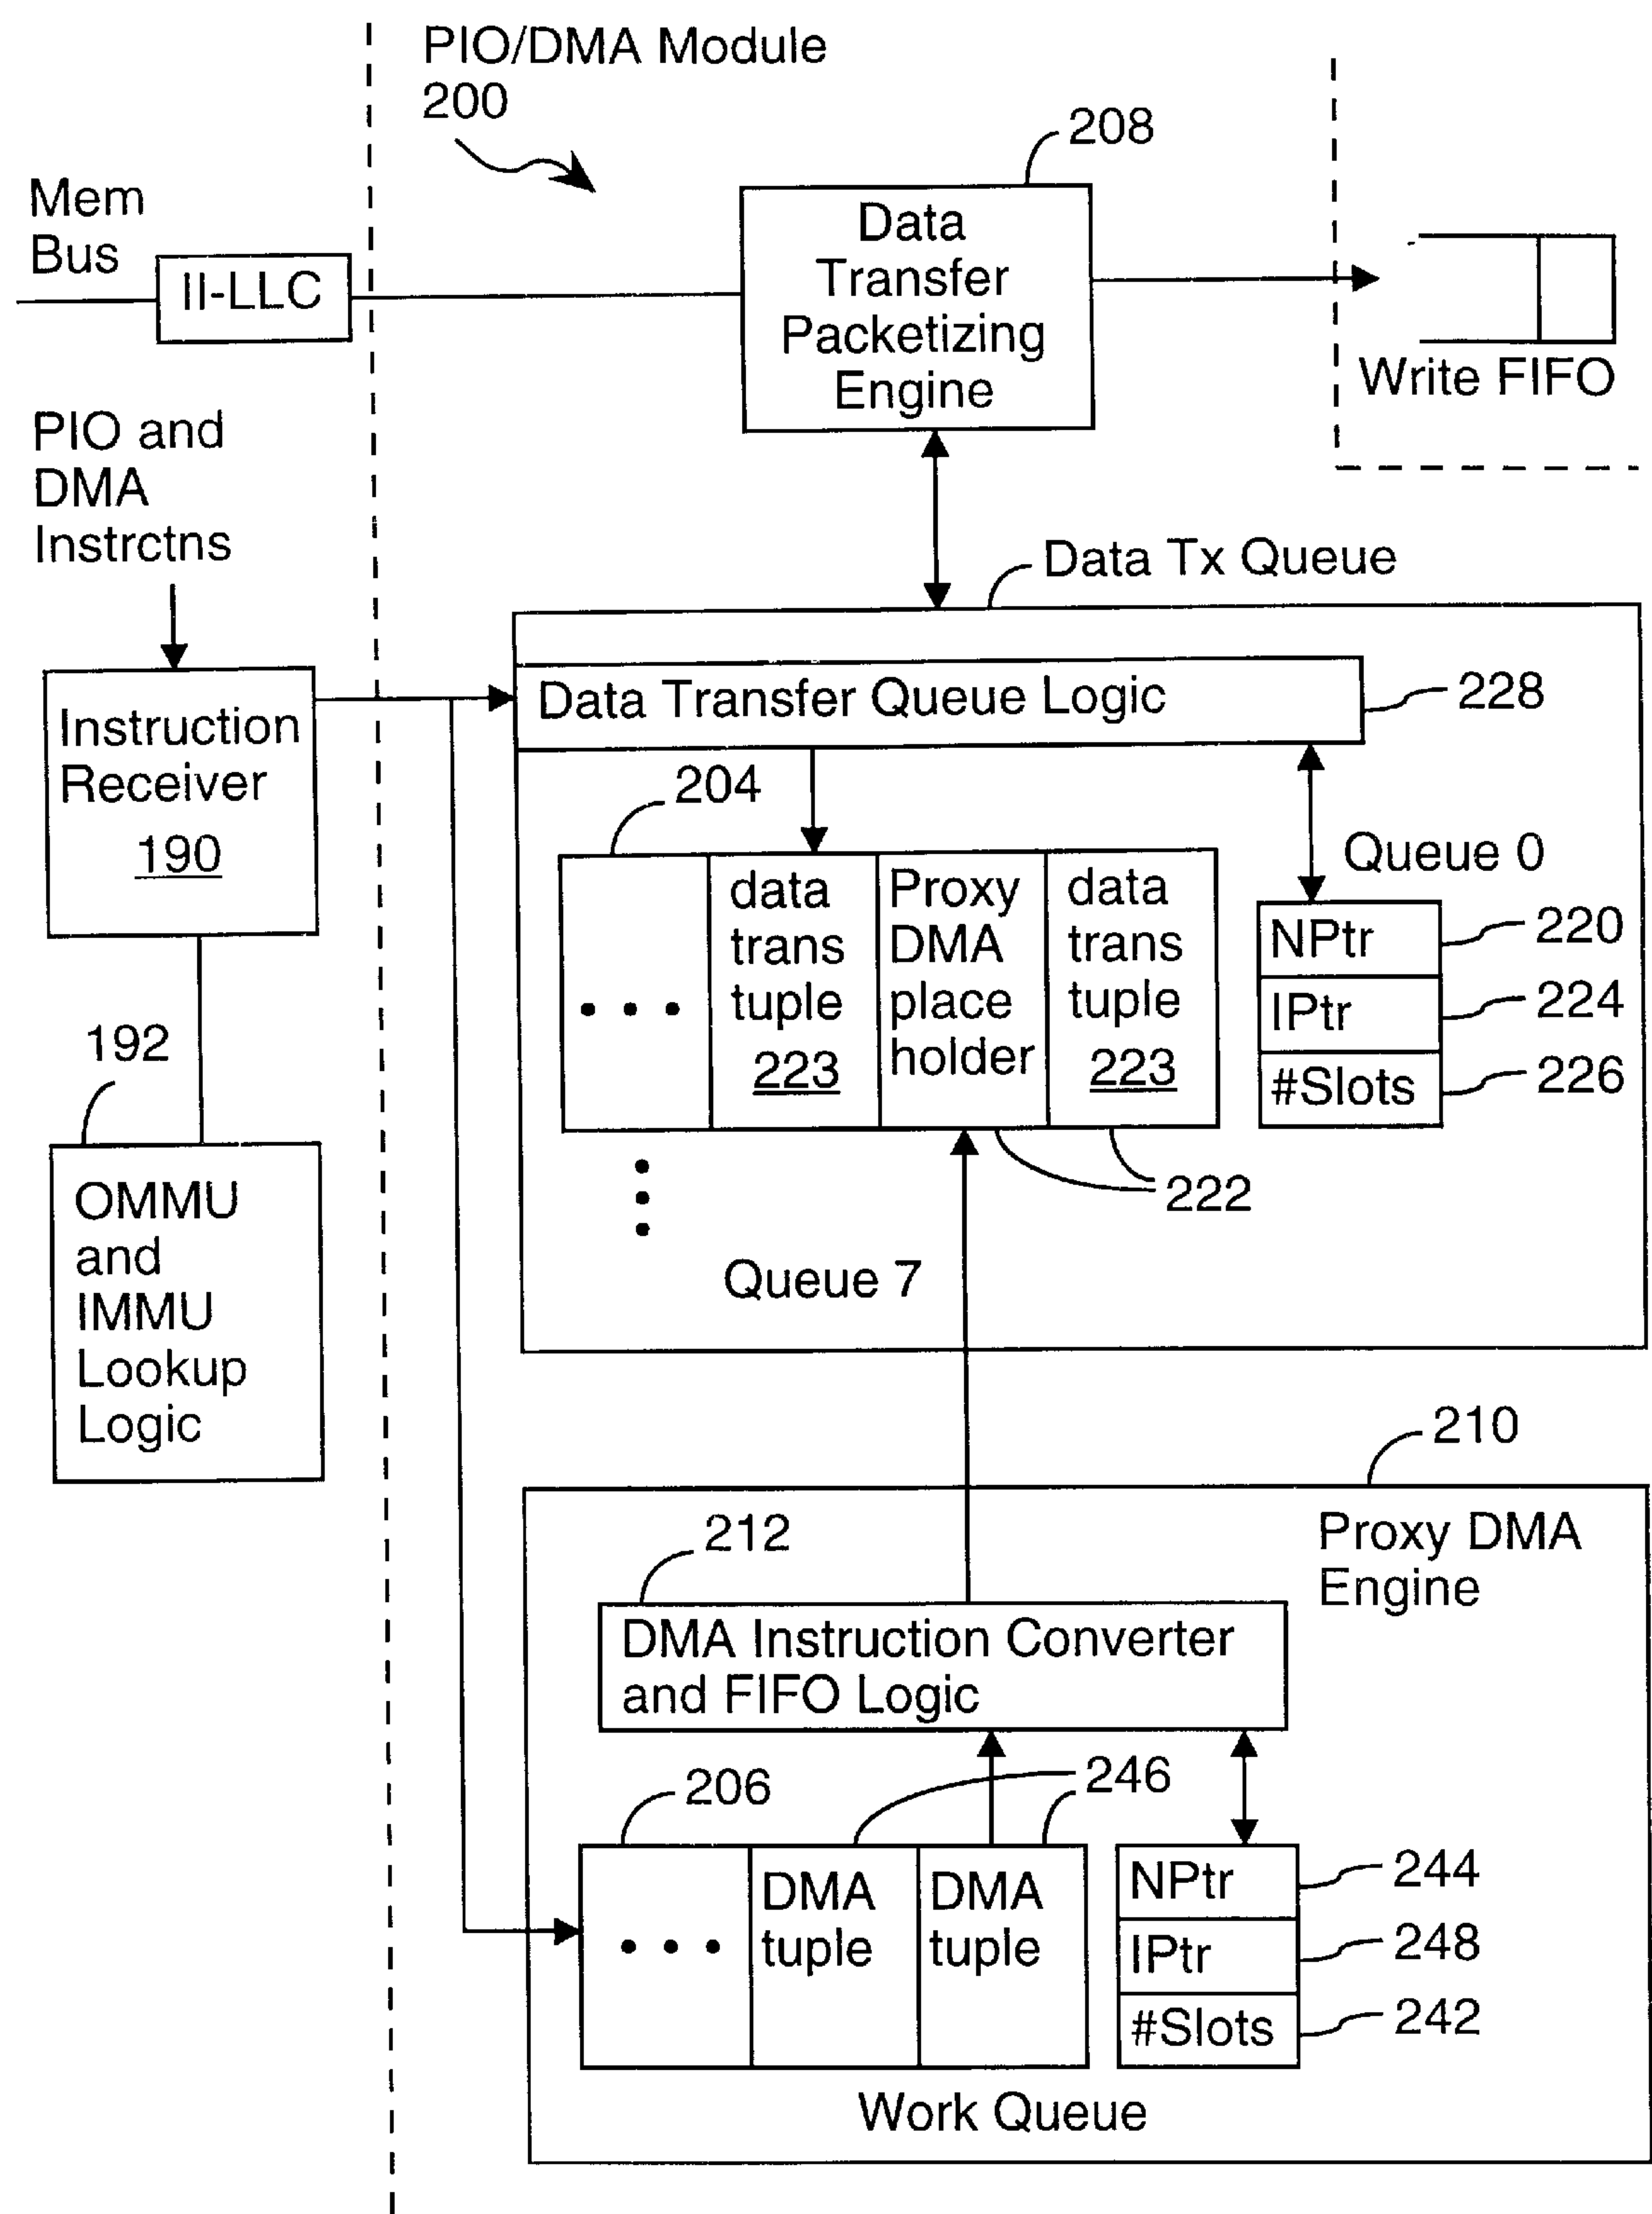 PIO/DMA Module
200
208
Mem
Bus
II-LLC
Data
Transfer
Packetizing
Engine
Write FIFO
PIO and
DMA
Instrctns
Data Tx Queue
Instruction
Receiver
190
Data Transfer Queue Logic
228
204
Queue 0
data
trans
tuple
223
Proxy
DMA
place
holder
data
trans
tuple
223
NPtr
220
IPtr
224
#Slots
226
• • •
192
OMMU
and
IMMU
Lookup
Logic
222
Queue 7
210
Proxy DMA
Engine
212
DMA Instruction Converter
and FIFO Logic
206
246
• • •
DMA
tuple
DMA
tuple
NPtr
244
IPtr
248
#Slots
242
Work Queue